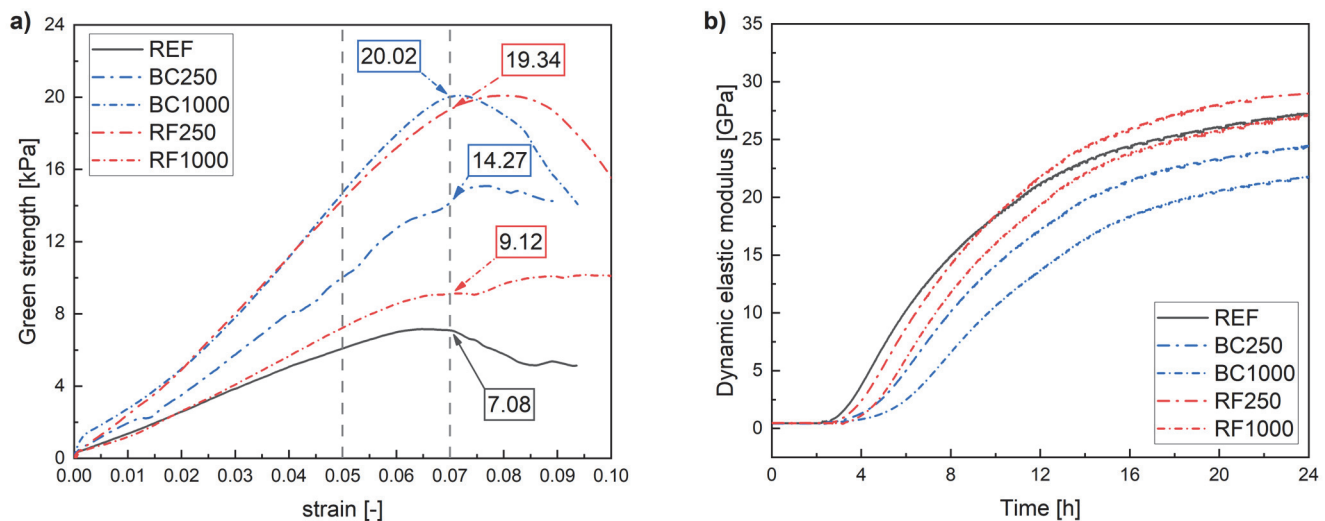 a)
Green strength [kPa]
24
20
16
12
8
4
0
REF
BC250
BC1000
RF250
RF1000
20.02
19.34
14.27
9.12
7.08
0.00 0.01 0.02 0.03 0.04 0.05 0.06 0.07 0.08 0.09 0.10
strain [-]
b)
Dynamic elastic modulus [GPa]
35
30
25
20
15
10
5
0
REF
BC250
BC1000
RF250
RF1000
0 4 8 12 16 20 24
Time [h]